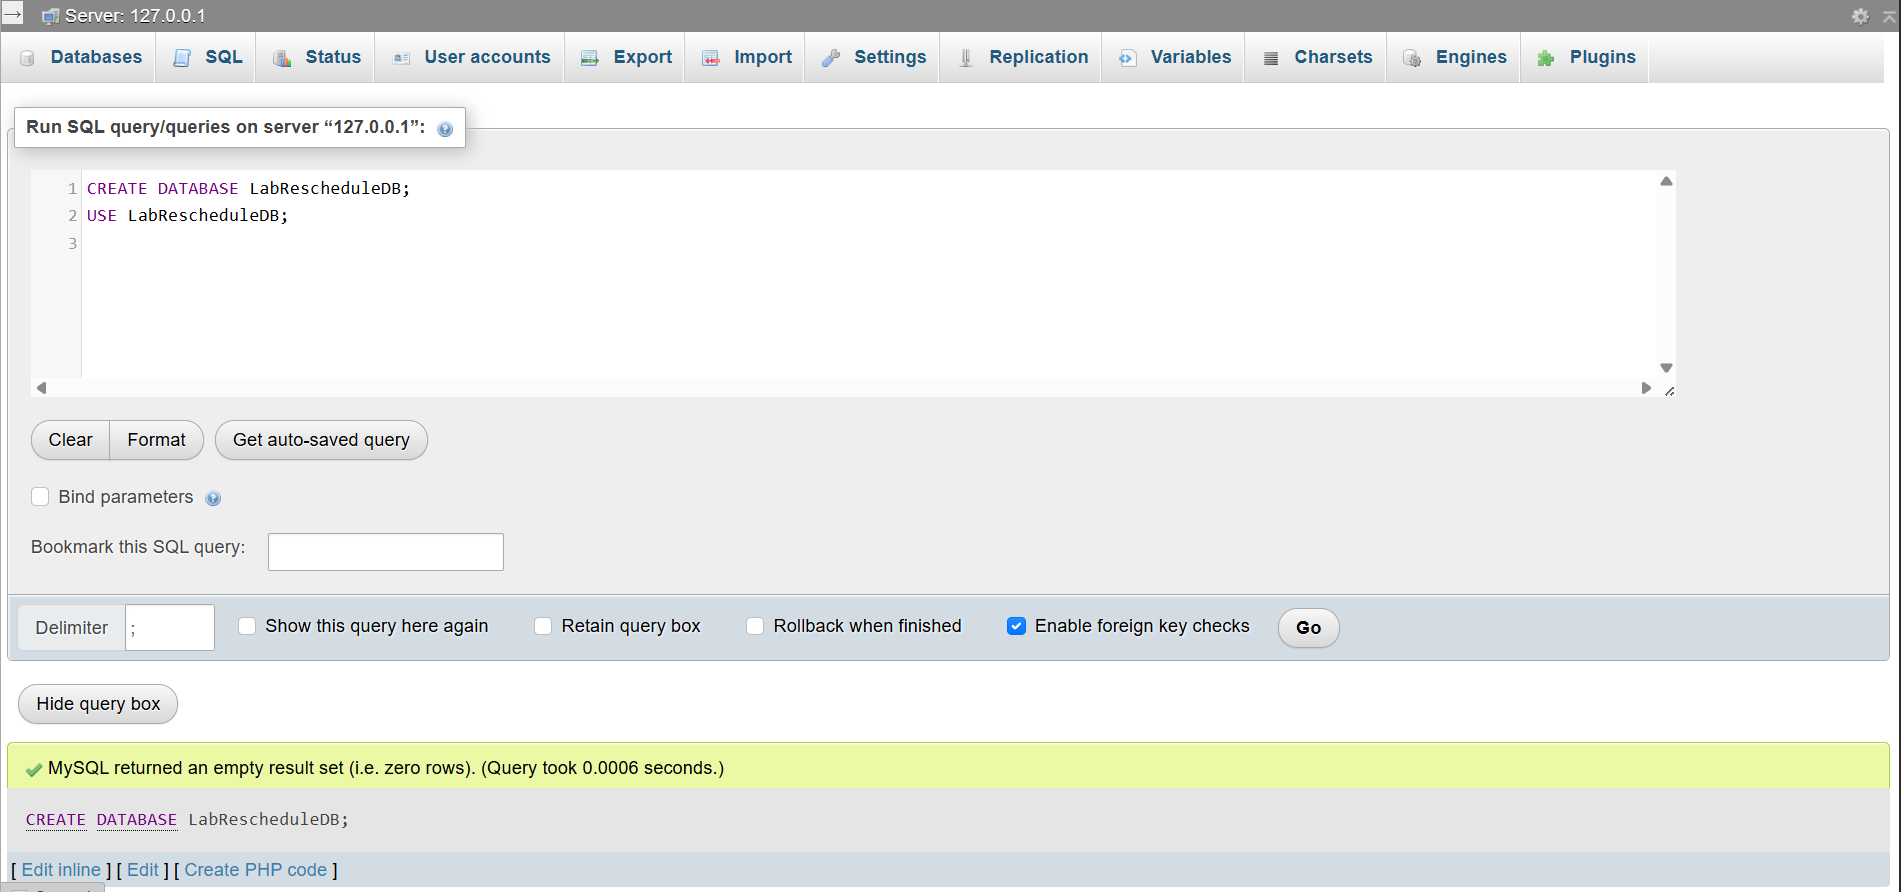 Server: 127.0.0.1
Databases SQL Status User accounts Export Import Settings Replication Variables Charsets Engines Plugins
Run SQL query/queries on server “127.0.0.1”:
1 CREATE DATABASE LabRescheduleDB;
2 USE LabRescheduleDB;
3
Clear Format Get auto-saved query
Bind parameters
Bookmark this SQL query:
Delimiter ; Show this query here again Retain query box Rollback when finished Enable foreign key checks Go
Hide query box
MySQL returned an empty result set (i.e. zero rows). (Query took 0.0006 seconds.)
CREATE DATABASE LabRescheduleDB;
[ Edit inline ] [ Edit ] [ Create PHP code ]